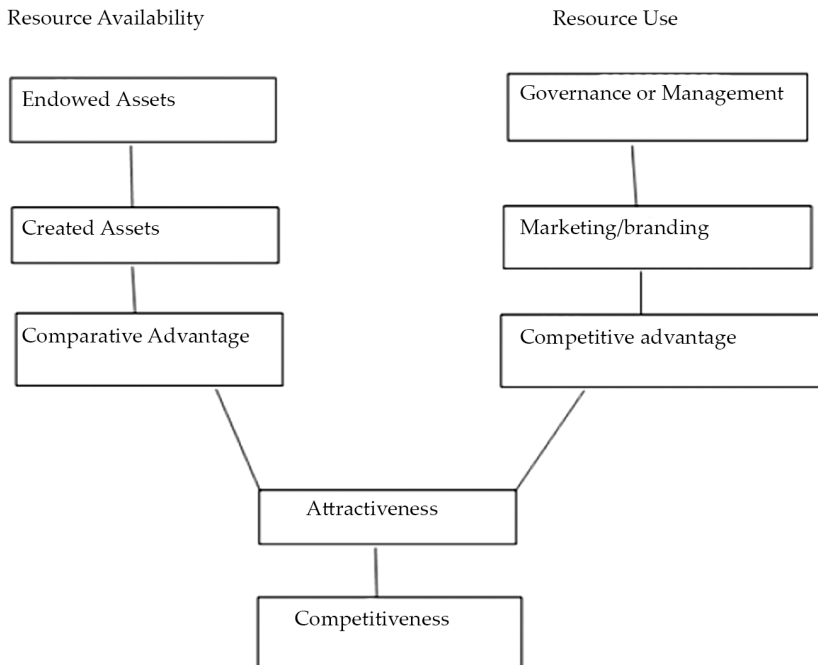 Resource Availability
Resource Use
Endowed Assets
Governance or Management
Created Assets
Marketing/branding
Comparative Advantage
Competitive advantage
Attractiveness
Competitiveness